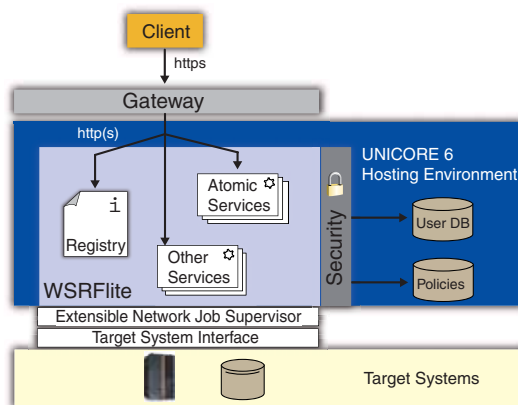 Client
https
Gateway
http(s)
UNICORE 6
Hosting Environment
Atomic
Services
i
Registry
Other
Services
Security
User DB
Policies
WSRFlite
Extensible Network Job Supervisor
Target System Interface
Target Systems